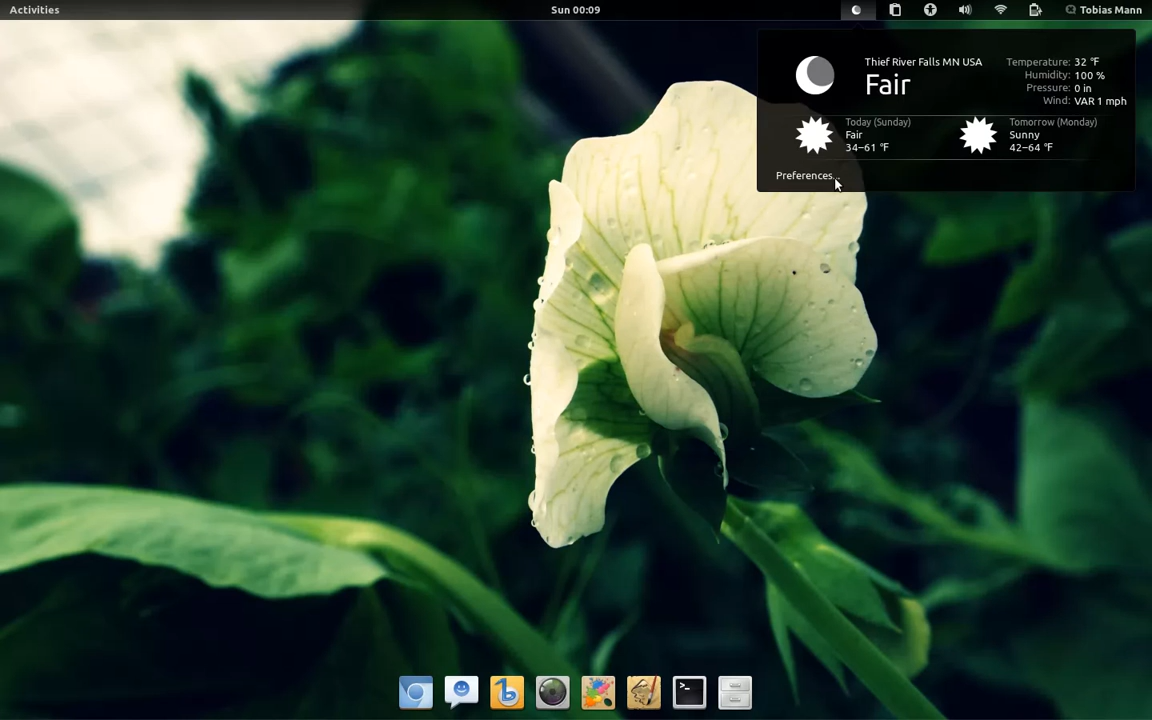 Activities
Sun 00:09
Tobias Mann
Thief River Falls MN USA
Fair
Temperature: 32 °F
Humidity: 100 %
Pressure: 0 in
Wind: VAR 1 mph
Today (Sunday)
Fair
34–61 °F
Tomorrow (Monday)
Sunny
42–64 °F
Preferences...
>_